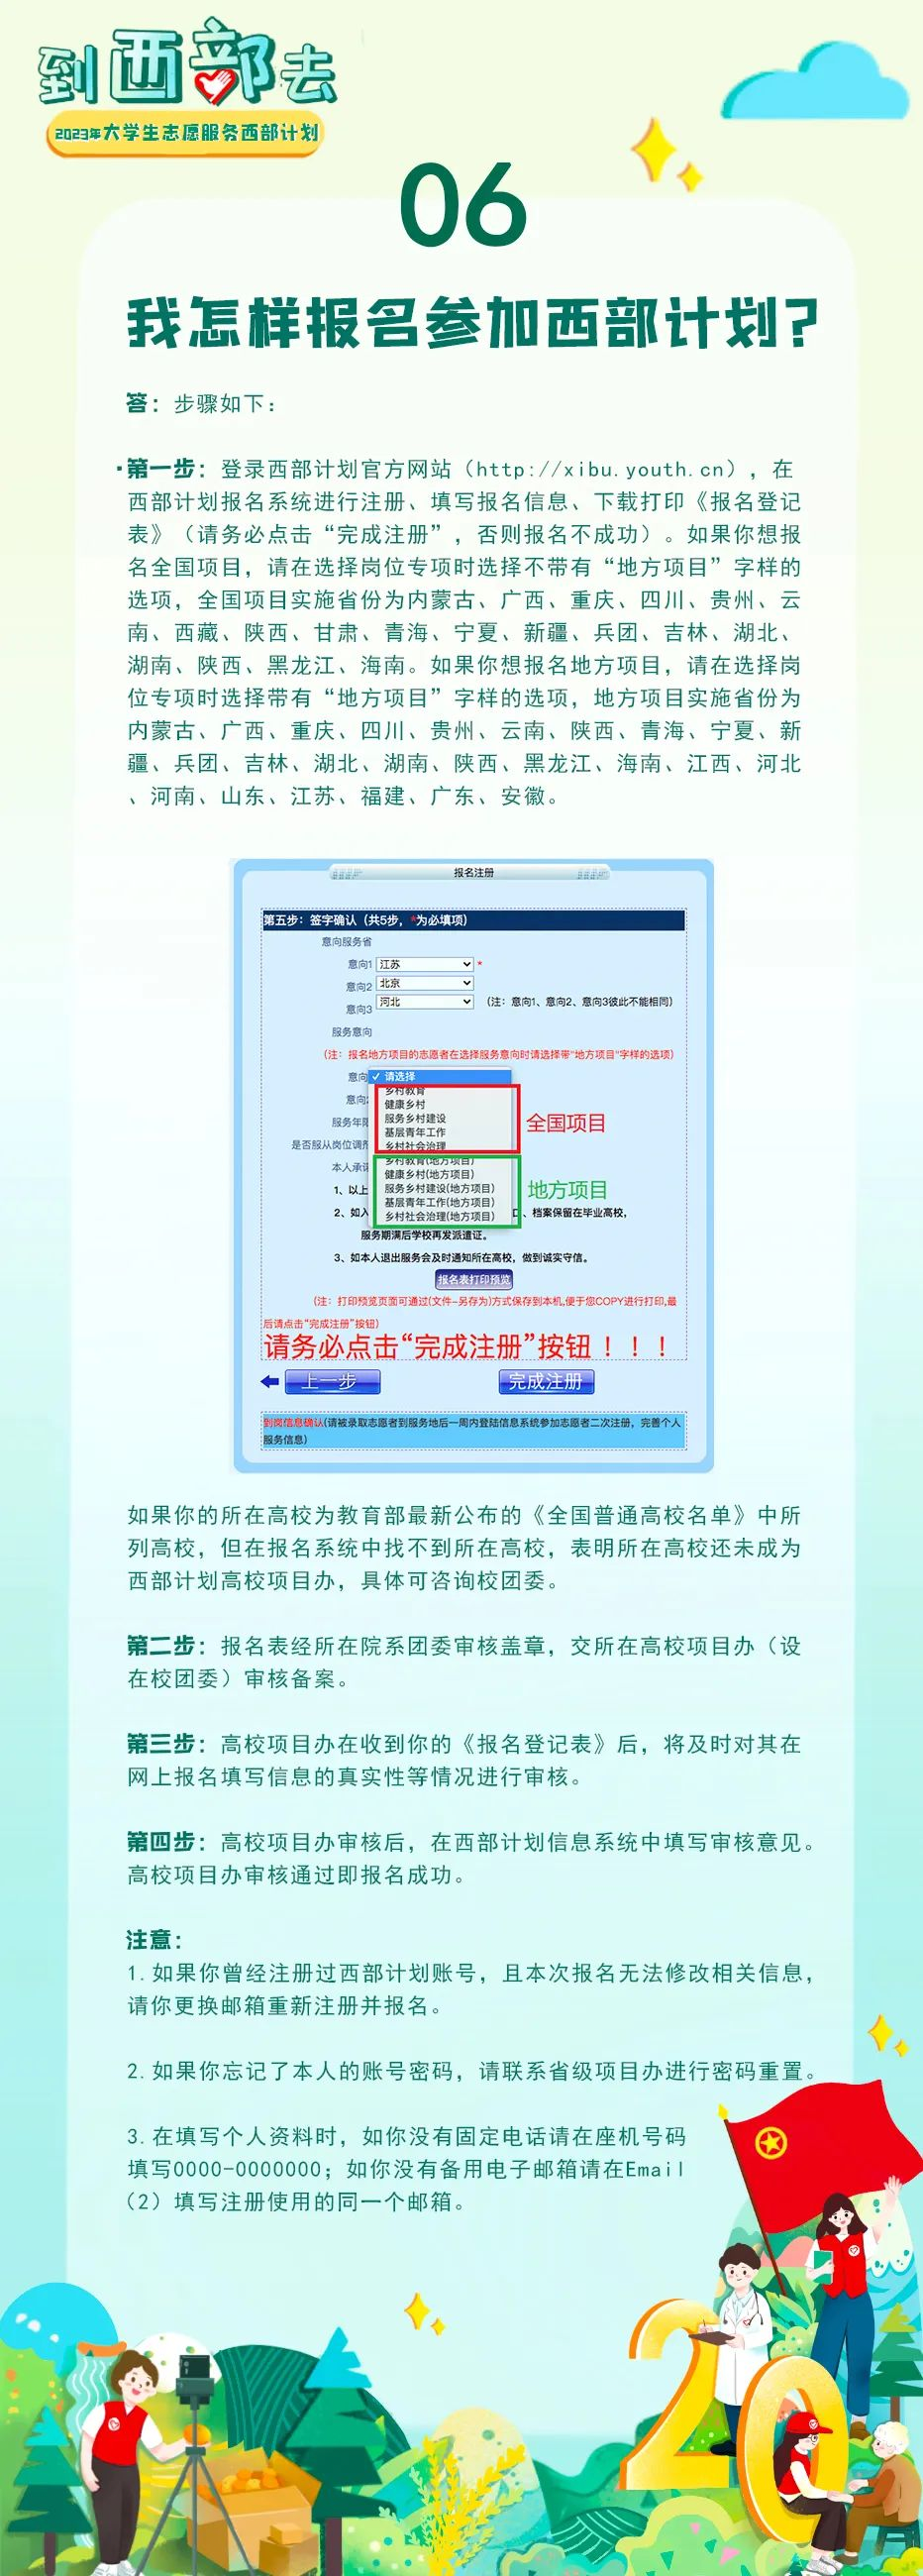 到西部去
2023年大学生志愿服务西部计划
06
我怎样报名参加西部计划？
答：步骤如下：
·第一步：登录西部计划官方网站（http://xibu.youth.cn），在
西部计划报名系统进行注册、填写报名信息、下载打印《报名登记
表》（请务必点击“完成注册”，否则报名不成功）。如果你想报
名全国项目，请在选择岗位专项时选择不带有“地方项目”字样的
选项，全国项目实施省份为内蒙古、广西、重庆、四川、贵州、云
南、西藏、陕西、甘肃、青海、宁夏、新疆、兵团、吉林、湖北、
湖南、陕西、黑龙江、海南。如果你想报名地方项目，请在选择岗
位专项时选择带有“地方项目”字样的选项，地方项目实施省份为
内蒙古、广西、重庆、四川、贵州、云南、陕西、青海、宁夏、新
疆、兵团、吉林、湖北、湖南、陕西、黑龙江、海南、江西、河北
、河南、山东、江苏、福建、广东、安徽。
报名注册
第五步：签字确认（共5步，*为必填项）
意向服务省
意向1 江苏 *
意向2 北京
意向3 河北 （注：意向1、意向2、意向3彼此不能相同）
服务意向
（注：报名地方项目的志愿者在选择服务意向时请选择带"地方项目"字样的选项）
意向 ✓ 请选择
乡村教育
意向 健康乡村
服务乡村建设
服务年限 基层青年工作
乡村社会治理
全国项目
是否服从岗位调剂
乡村教育(地方项目)
本人承诺 健康乡村(地方项目)
1、以上 服务乡村建设(地方项目)
基层青年工作(地方项目)
乡村社会治理(地方项目)
地方项目
2、如入 、档案保留在毕业高校，
服务期满后学校再发派遣证。
3、如本人退出服务会及时通知所在高校，做到诚实守信。
报名表打印预览
（注：打印预览页面可通过(文件-另存为)方式保存到本机,便于您COPY进行打印,最
后请点击“完成注册”按钮）
请务必点击“完成注册”按钮！！！
上一步 完成注册
到岗信息确认(请被录取志愿者到服务地后一周内登陆信息系统参加志愿者二次注册，完善个人
服务信息)
如果你的所在高校为教育部最新公布的《全国普通高校名单》中所
列高校，但在报名系统中找不到所在高校，表明所在高校还未成为
西部计划高校项目办，具体可咨询校团委。
第二步：报名表经所在院系团委审核盖章，交所在高校项目办（设
在校团委）审核备案。
第三步：高校项目办在收到你的《报名登记表》后，将及时对其在
网上报名填写信息的真实性等情况进行审核。
第四步：高校项目办审核后，在西部计划信息系统中填写审核意见。
高校项目办审核通过即报名成功。
注意：
1.如果你曾经注册过西部计划账号，且本次报名无法修改相关信息，
请你更换邮箱重新注册并报名。
2.如果你忘记了本人的账号密码，请联系省级项目办进行密码重置。
3.在填写个人资料时，如你没有固定电话请在座机号码
填写0000-0000000；如你没有备用电子邮箱请在Email
（2）填写注册使用的同一个邮箱。
20